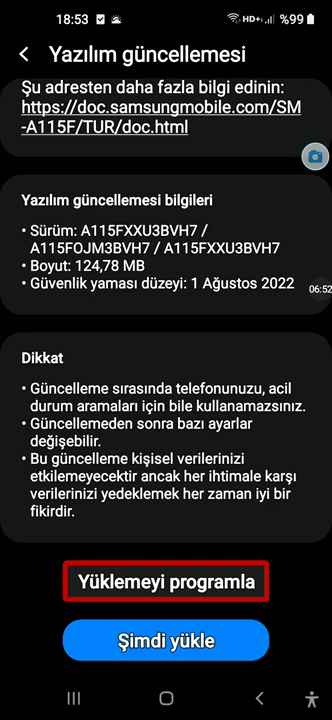 18:53 HD+ %99
Yazılım güncellemesi
Şu adresten daha fazla bilgi edinin:
https://doc.samsungmobile.com/SM
-A115F/TUR/doc.html
Yazılım güncellemesi bilgileri
• Sürüm: A115FXXU3BVH7 /
A115FOJM3BVH7 / A115FXXU3BVH7
• Boyut: 124,78 MB
• Güvenlik yaması düzeyi: 1 Ağustos 2022
06:52
Dikkat
• Güncelleme sırasında telefonunuzu, acil
durum aramaları için bile kullanamazsınız.
• Güncellemeden sonra bazı ayarlar
değişebilir.
• Bu güncelleme kişisel verilerinizi
etkilemeyecektir ancak her ihtimale karşı
verilerinizi yedeklemek her zaman iyi bir
fikirdir.
Yüklemeyi programla
Şimdi yükle